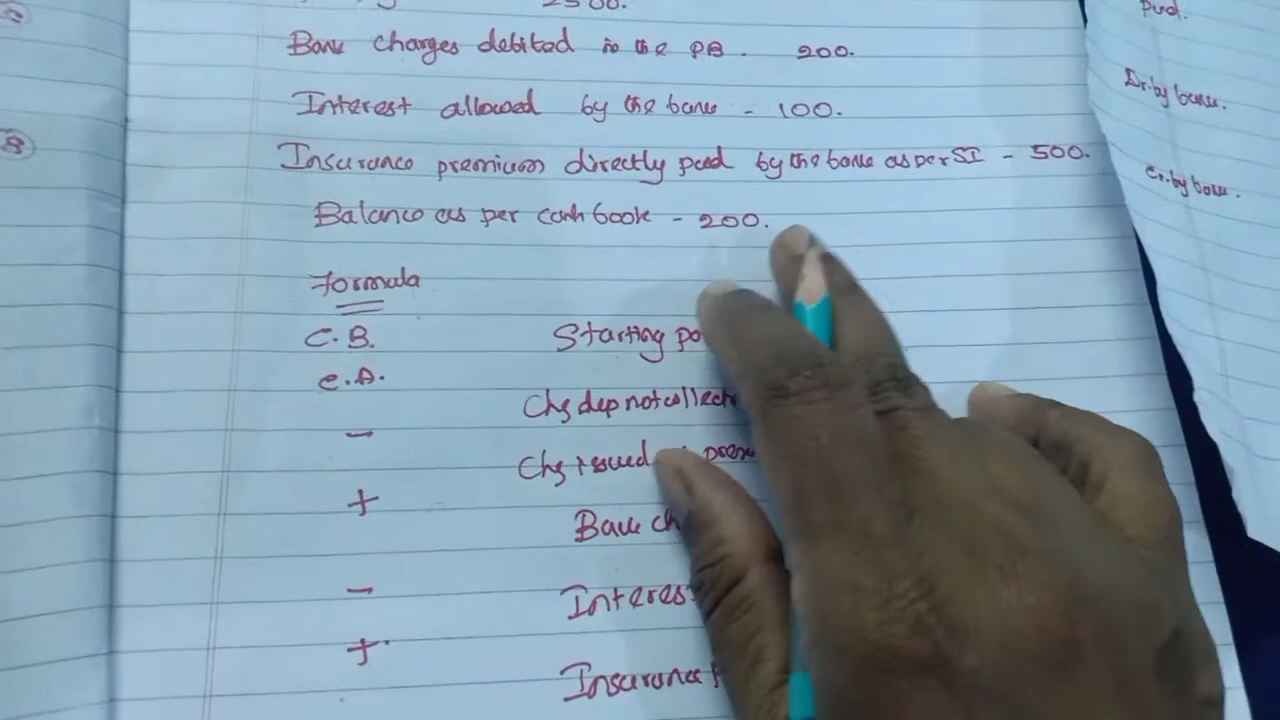 2500.
Bank charges debited in the PB. 200.
Interest allowed by the bank - 100.
Insurance premium directly paid by the bank as per SI - 500.
Balance as per cash book - 200.
Formula
C.B. Starting
C.A.
Chq dep not collect
-
Chq issued
+
Bank ch
-
Interes
+
Insurance
Dr. by bank.
Cr. by bank.